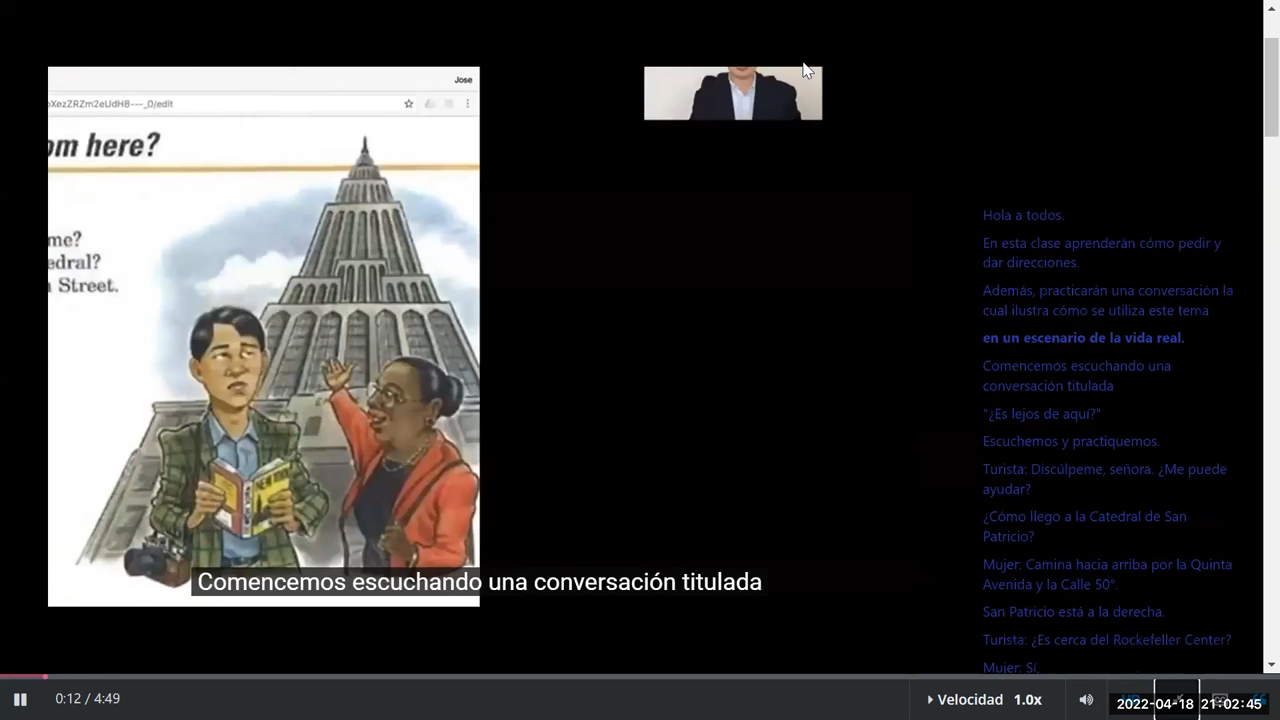 Jose
XezZRZm2eUdH8---_0/edit
om here?
me?
edral?
Street.
Comencemos escuchando una conversación titulada
Hola a todos.
En esta clase aprenderán cómo pedir y
dar direcciones.
Además, practicarán una conversación la
cual ilustra cómo se utiliza este tema
en un escenario de la vida real.
Comencemos escuchando una
conversación titulada
"¿Es lejos de aquí?"
Escuchemos y practiquemos.
Turista: Discúlpeme, señora. ¿Me puede
ayudar?
¿Cómo llego a la Catedral de San
Patricio?
Mujer: Camina hacia arriba por la Quinta
Avenida y la Calle 50°.
San Patricio está a la derecha.
Turista: ¿Es cerca del Rockefeller Center?
Mujer: Sí,
0:12 / 4:49
Velocidad 1.0x
2022-04-18 21:02:45